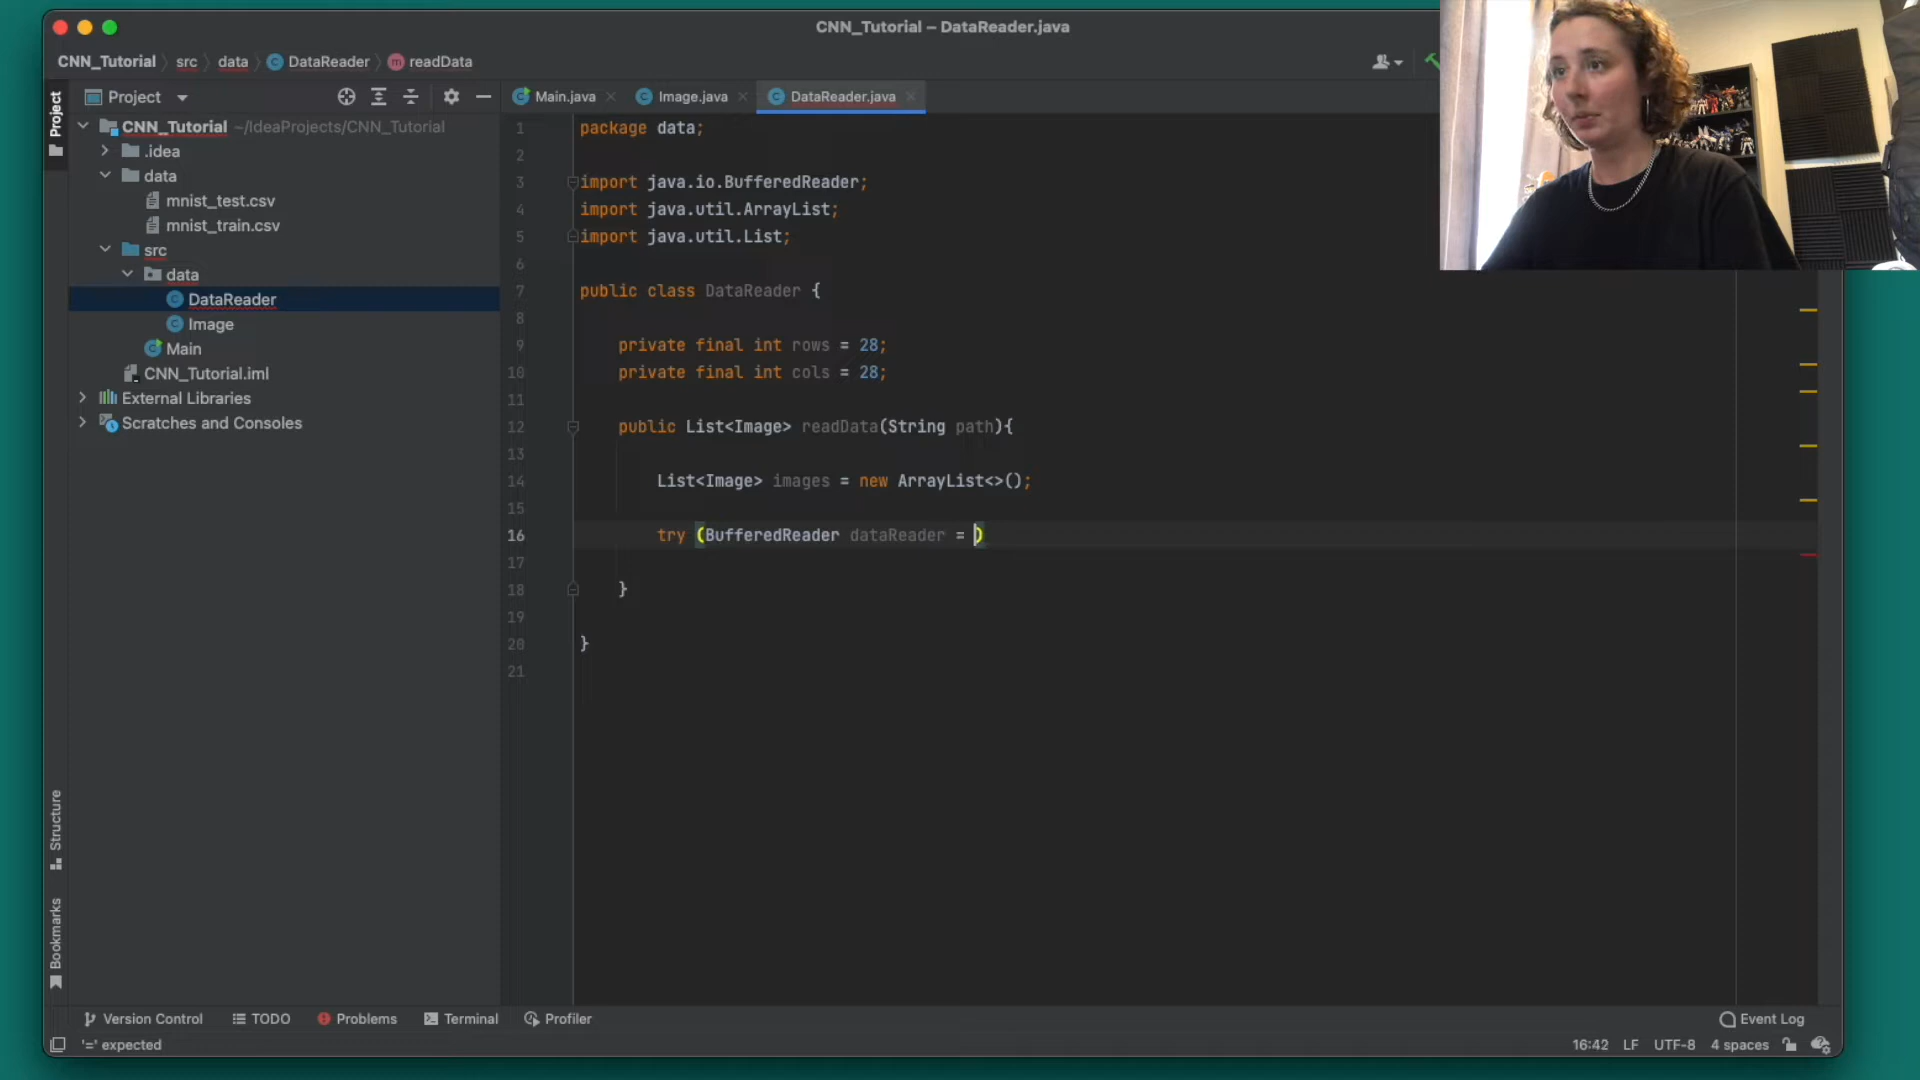 CNN_Tutorial – DataReader.java
CNN_Tutorial src data DataReader readData
Project
Main.java Image.java DataReader.java
Project
CNN_Tutorial ~/IdeaProjects/CNN_Tutorial
.idea
data
mnist_test.csv
mnist_train.csv
src
data
DataReader
Image
Main
CNN_Tutorial.iml
External Libraries
Scratches and Consoles
1 package data;
2
3 import java.io.BufferedReader;
4 import java.util.ArrayList;
5 import java.util.List;
6
7 public class DataReader {
8
9 private final int rows = 28;
10 private final int cols = 28;
11
12 public List<Image> readData(String path){
13
14 List<Image> images = new ArrayList<>();
15
16 try (BufferedReader dataReader = )
17
18 }
19
20 }
21
Structure
Bookmarks
Version Control TODO Problems Terminal Profiler Event Log
'=' expected 16:42 LF UTF-8 4 spaces